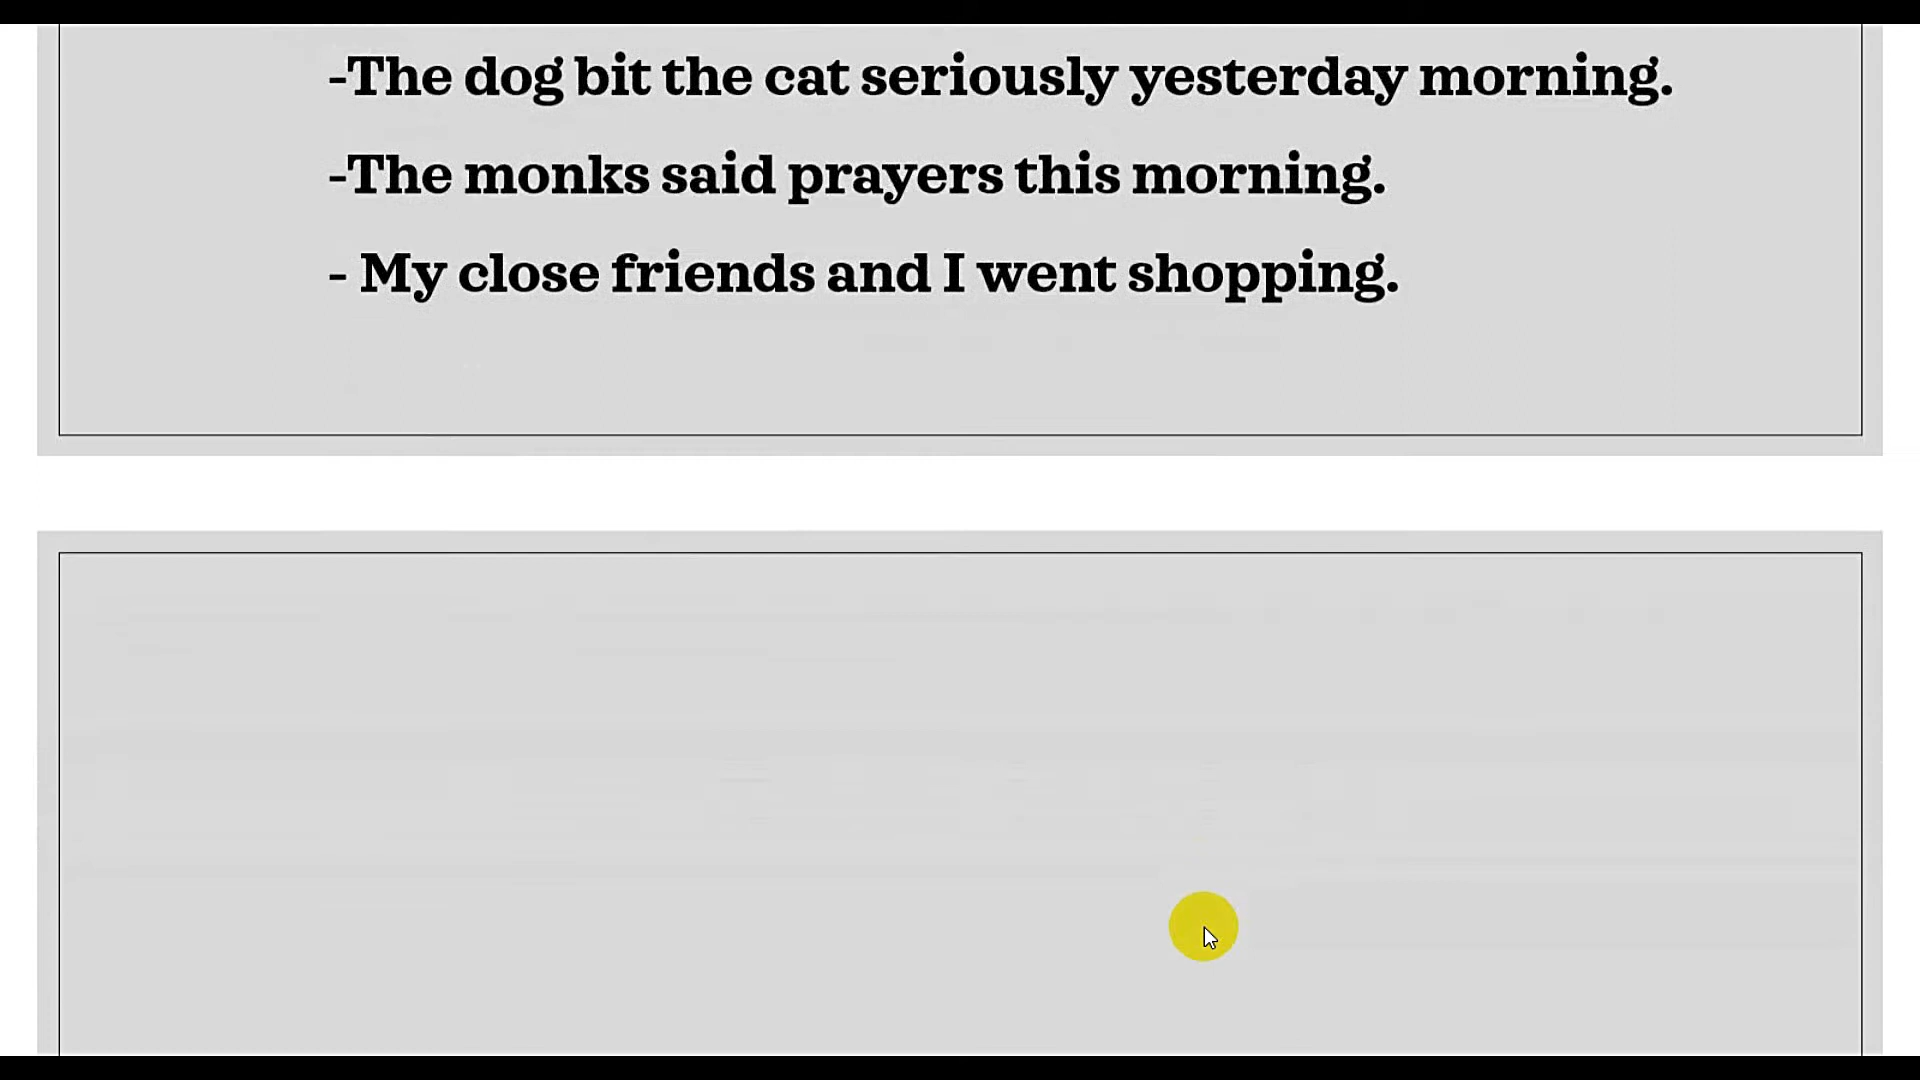 -The dog bit the cat seriously yesterday morning.
-The monks said prayers this morning.
- My close friends and I went shopping.